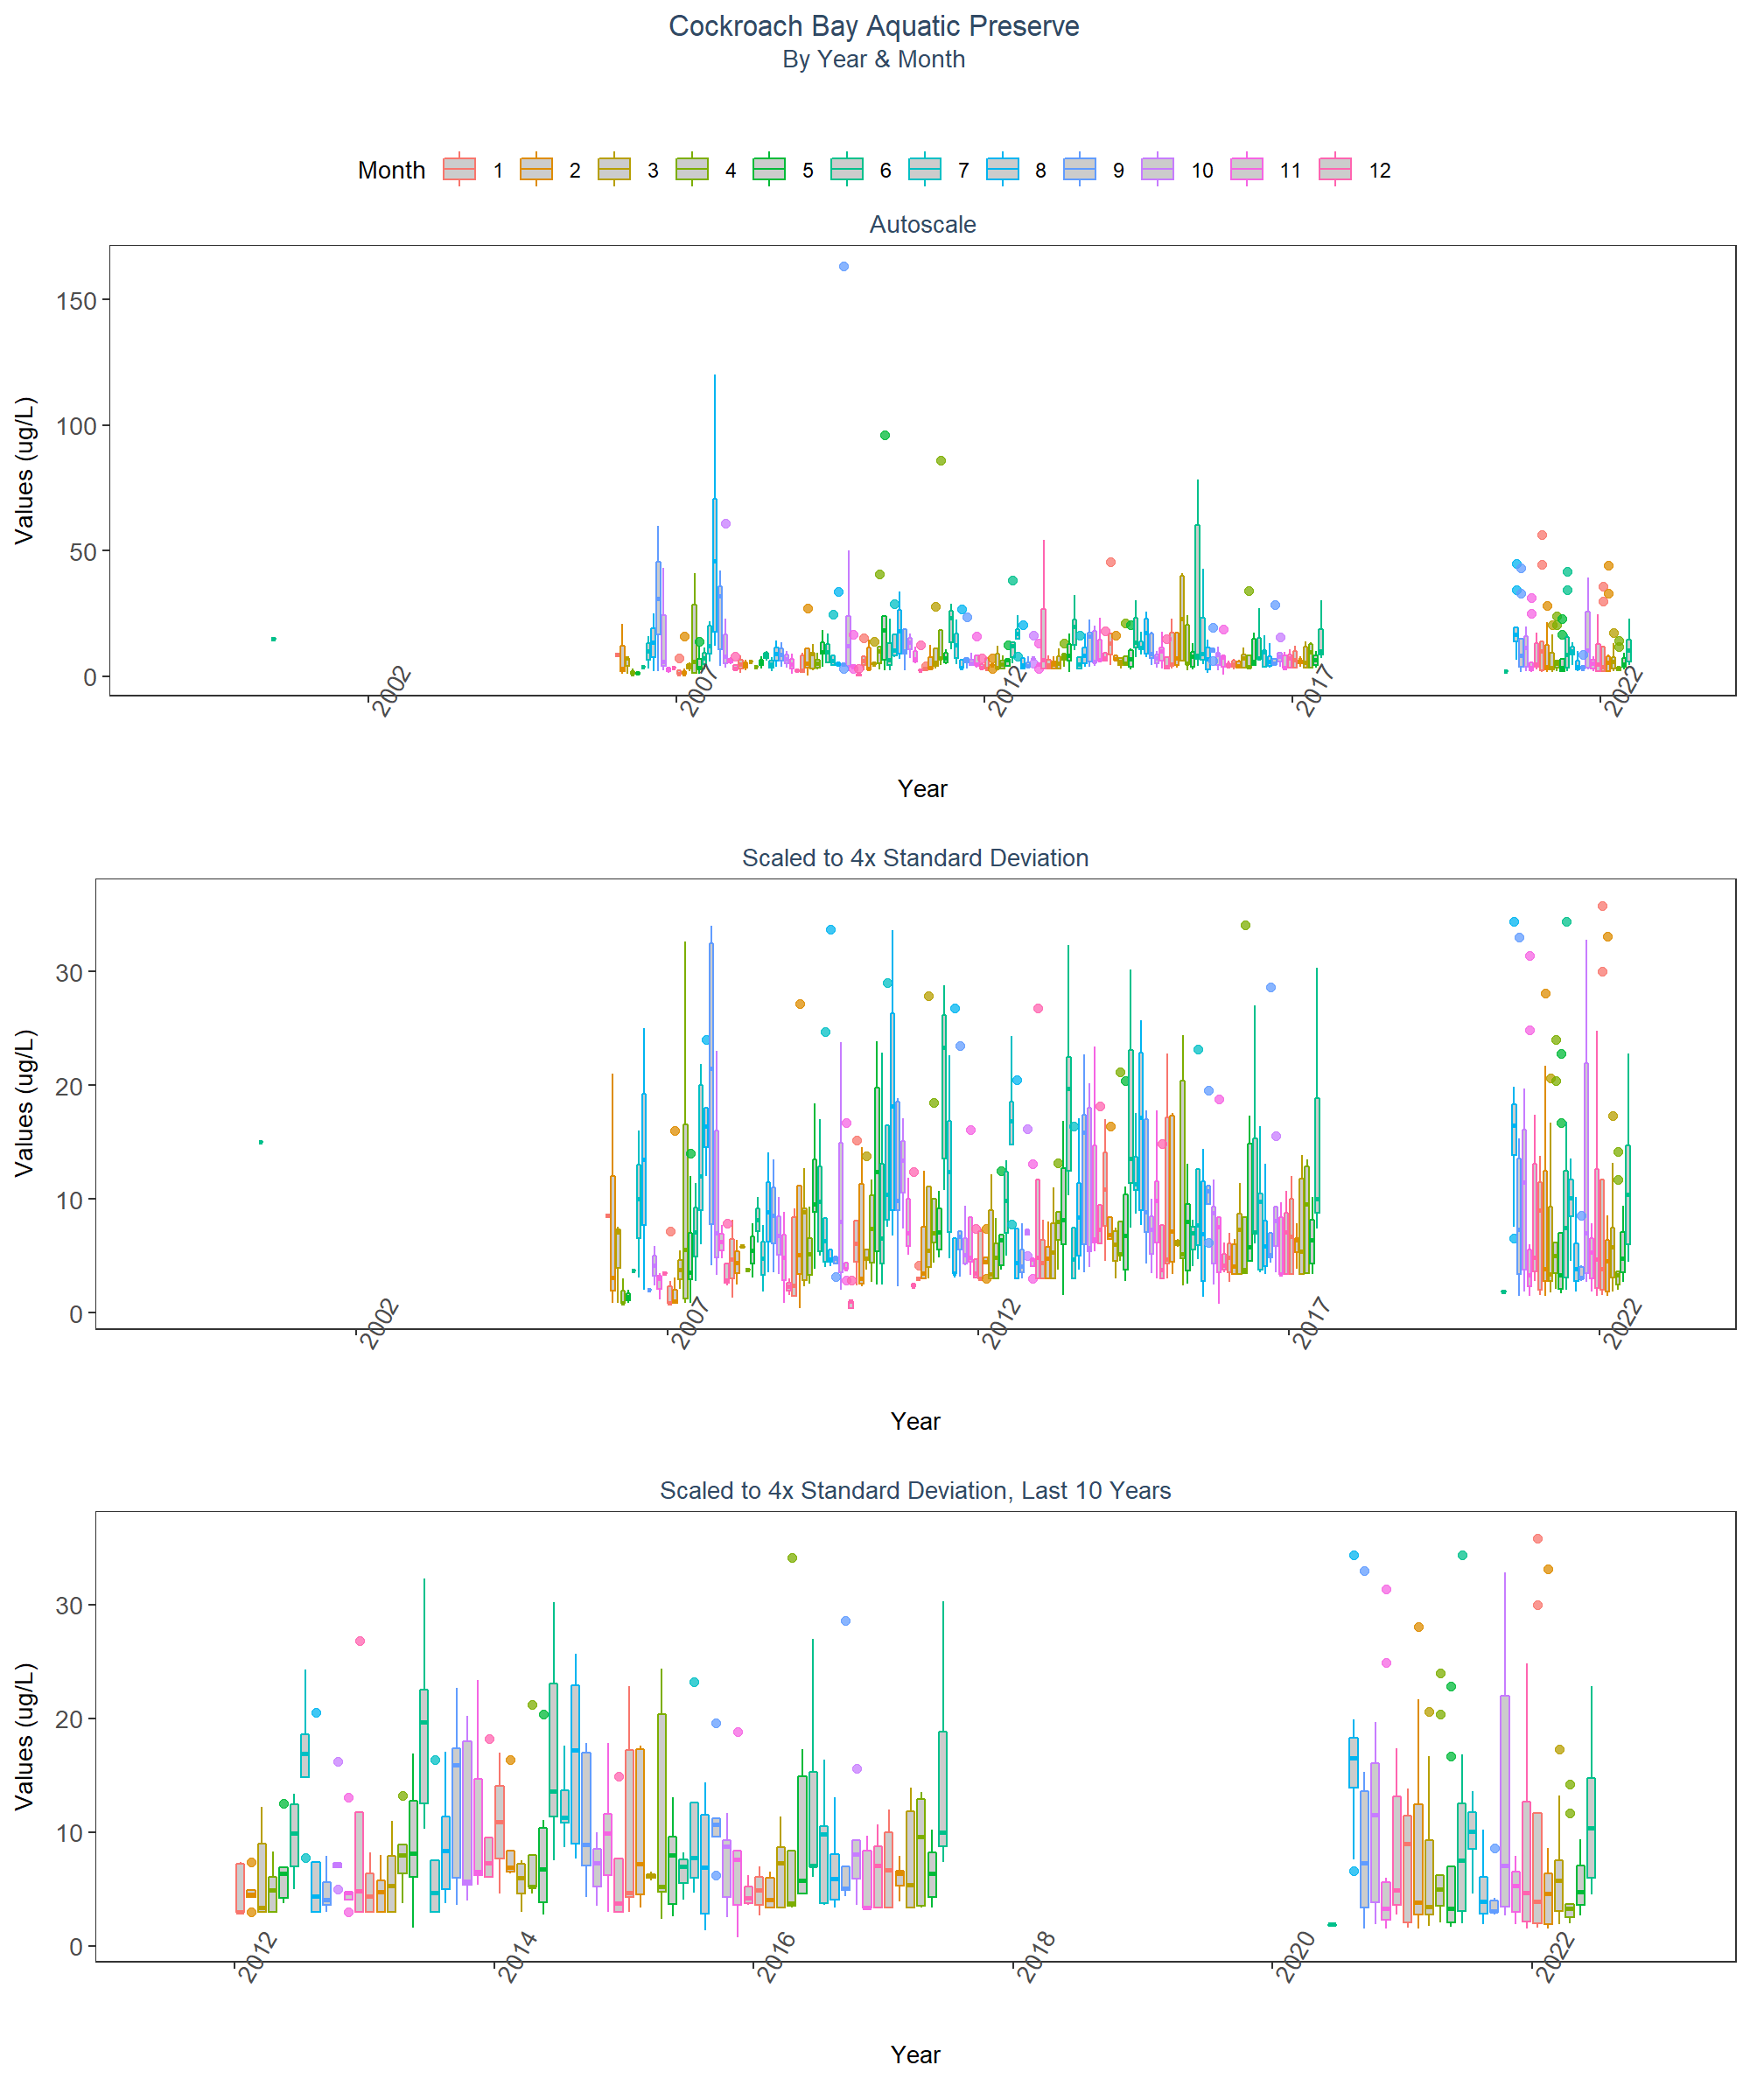 Cockroach Bay Aquatic Preserve
By Year & Month
Month 1 2 3 4 5 6 7 8 9 10 11 12
Autoscale
Values (ug/L)
150
100
50
0
2002 2007 2012 2017 2022
Year
Scaled to 4x Standard Deviation
Values (ug/L)
30
20
10
0
2002 2007 2012 2017 2022
Year
Scaled to 4x Standard Deviation, Last 10 Years
Values (ug/L)
30
20
10
0
2012 2014 2016 2018 2020 2022
Year